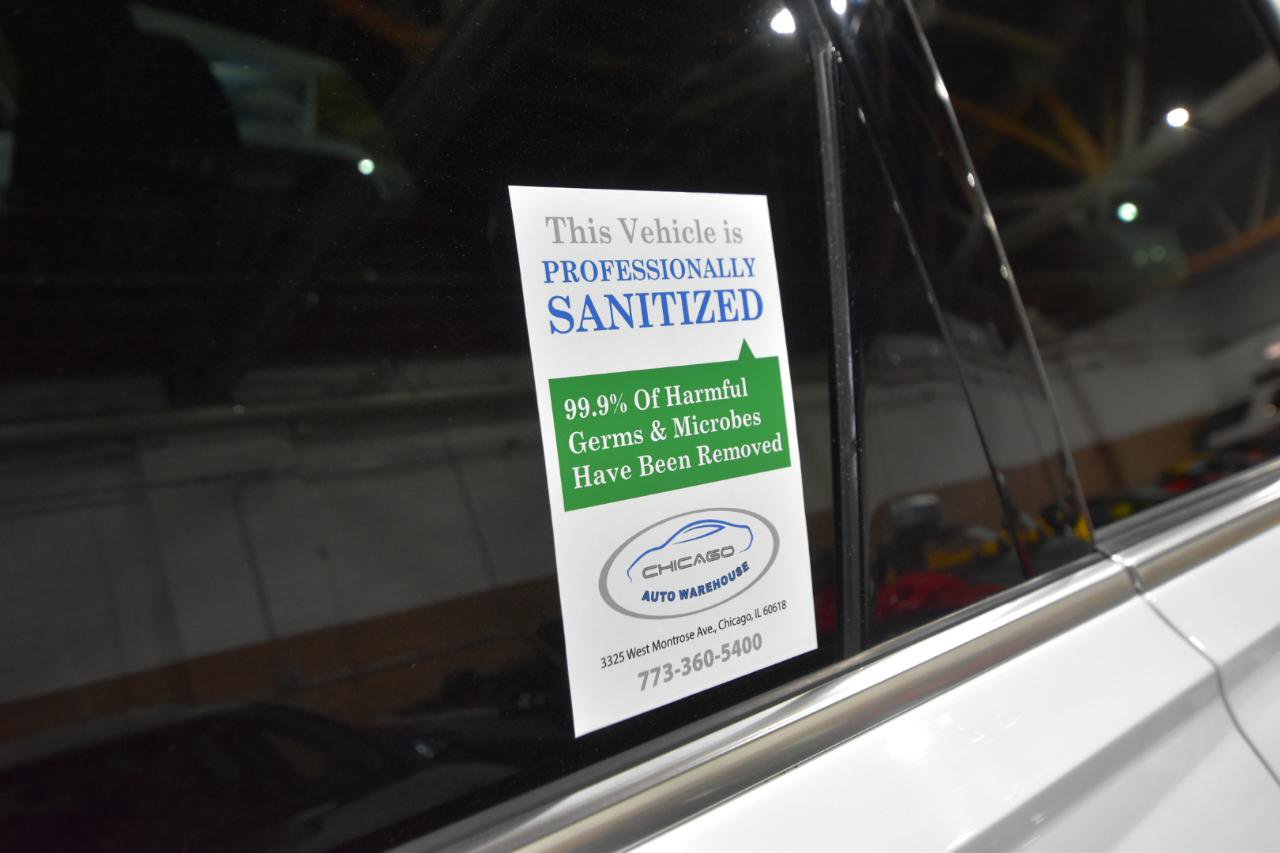 This Vehicle is
PROFESSIONALLY
SANITIZED
99.9% Of Harmful
Germs & Microbes
Have Been Removed
CHICAGO
AUTO WAREHOUSE
3325 West Montrose Ave., Chicago, IL 60618
773-360-5400